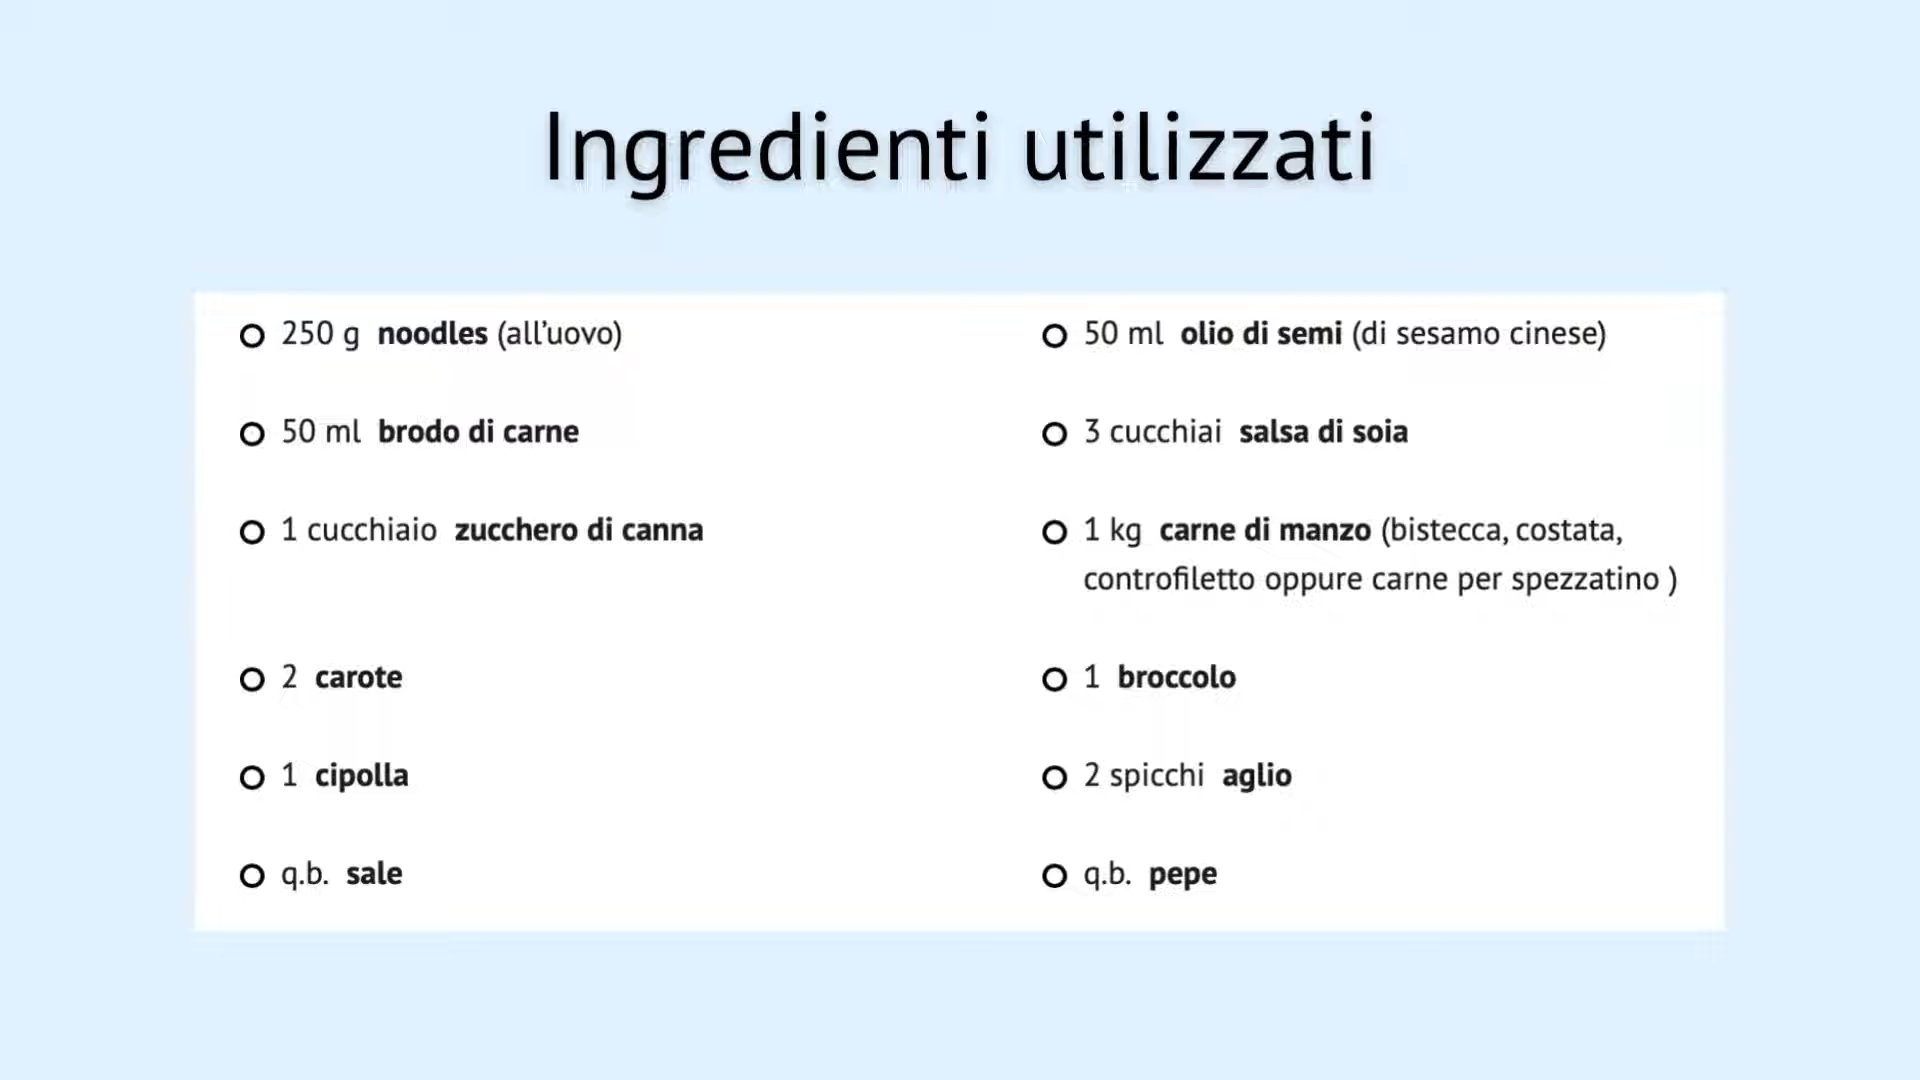 Ingredienti utilizzati
250 g noodles (all’uovo)
50 ml olio di semi (di sesamo cinese)
50 ml brodo di carne
3 cucchiai salsa di soia
1 cucchiaio zucchero di canna
1 kg carne di manzo (bistecca, costata,
controfiletto oppure carne per spezzatino )
2 carote
1 broccolo
1 cipolla
2 spicchi aglio
q.b. sale
q.b. pepe